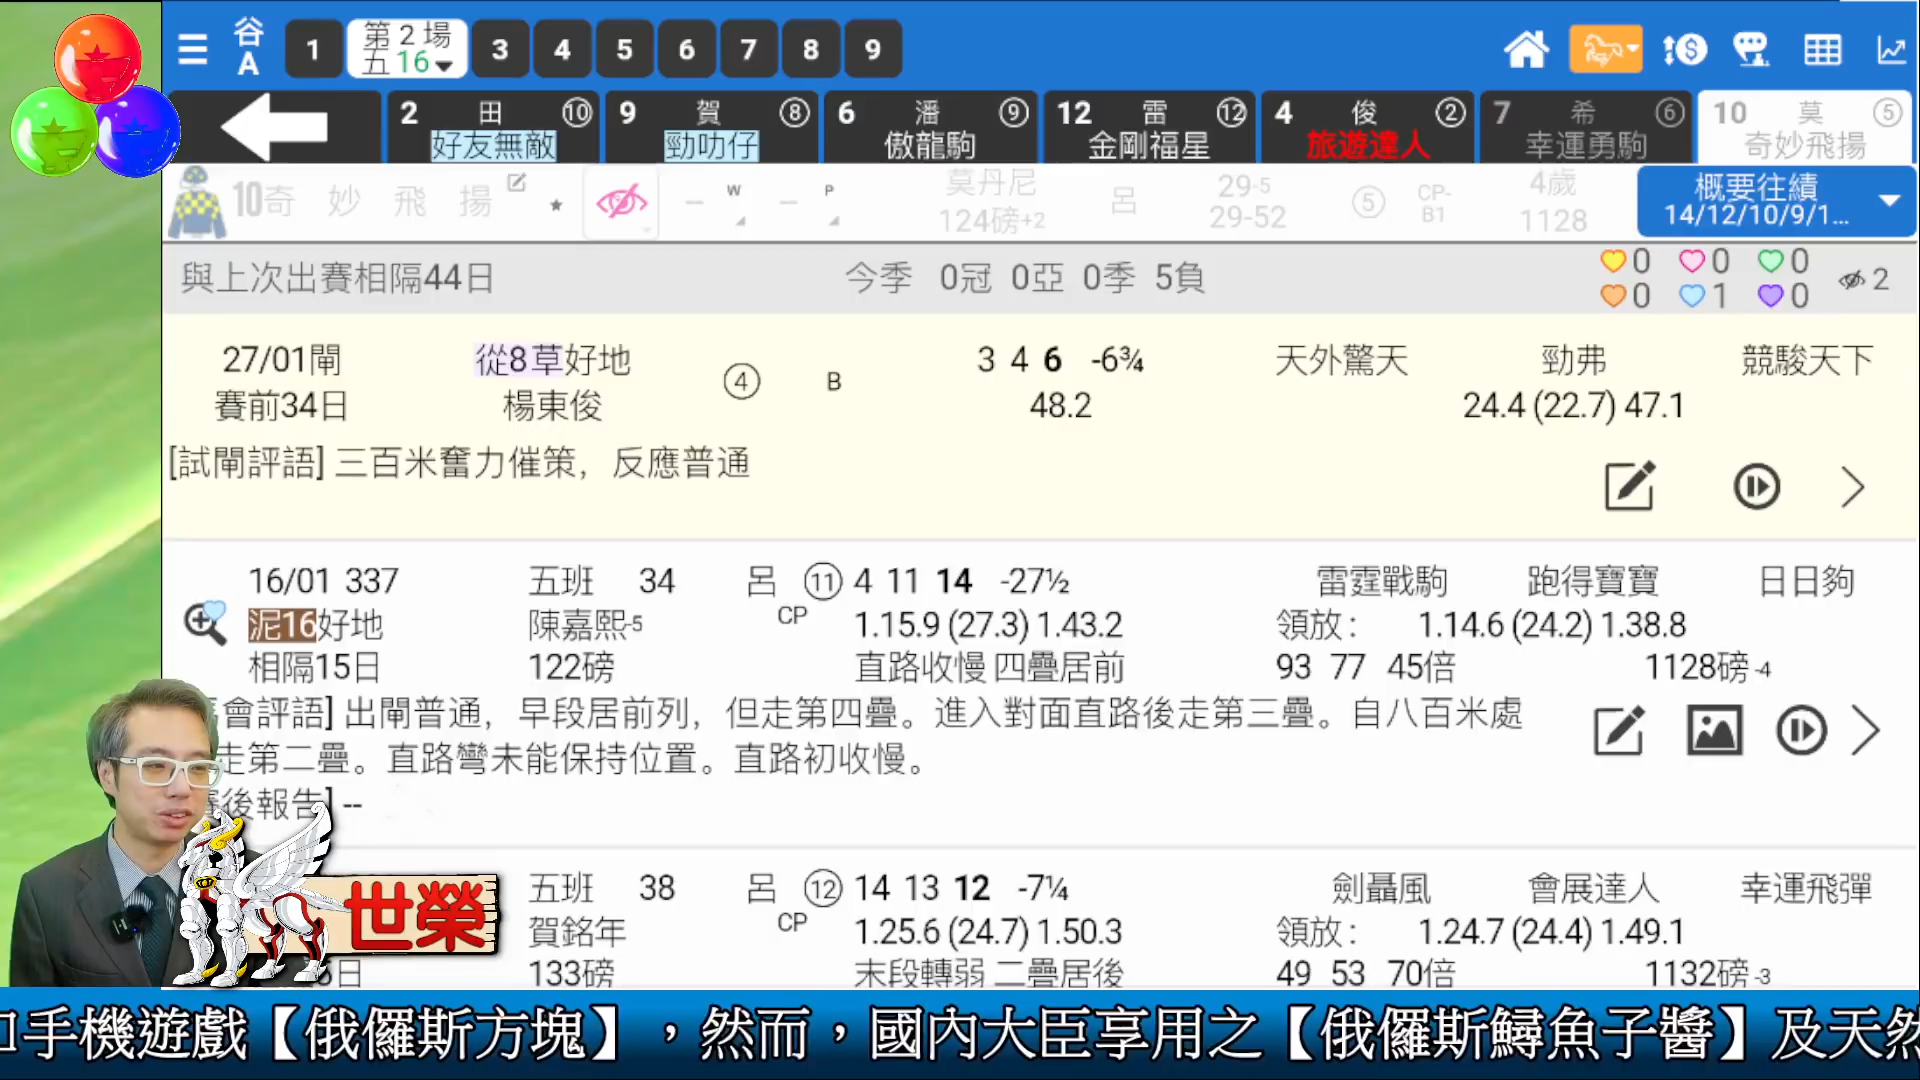 谷A 1 第2場 五16 3 4 5 6 7 8 9
2 田 ⑩ 好友無敵
9 賀 ⑧ 勁叻仔
6 潘 ⑨ 傲龍駒
12 雷 ⑫ 金剛福星
4 俊 ② 旅遊達人
7 希 ⑥ 幸運勇駒
10 莫 ⑤ 奇妙飛揚
10奇妙飛揚 W P 莫丹尼 124磅+2 呂 29-5 29-52 ⑤ CP-B1 4歲 1128
概要往績
14/12/10/9/1...
與上次出賽相隔44日 今季 0冠 0亞 0季 5負 0 0 0 0 1 0 2
27/01閘 從8草好地 ④ B 3 4 6 -6¾ 天外驚天 勁弗 競駿天下
賽前34日 楊東俊 48.2 24.4 (22.7) 47.1
[試閘評語] 三百米奮力催策，反應普通
16/01 337 五班 34 呂 ⑪ 4 11 14 -27½ 雷霆戰駒 跑得寶寶 日日夠
泥16好地 陳嘉熙-5 CP 1.15.9 (27.3) 1.43.2 領放： 1.14.6 (24.2) 1.38.8
相隔15日 122磅 直路收慢 四疊居前 93 77 45倍 1128磅-4
會評語] 出閘普通，早段居前列，但走第四疊。進入對面直路後走第三疊。自八百米處
走第二疊。直路彎未能保持位置。直路初收慢。
後報告] --
五班 38 呂 ⑫ 14 13 12 -7¼ 劍聶風 會展達人 幸運飛彈
賀銘年 CP 1.25.6 (24.7) 1.50.3 領放： 1.24.7 (24.4) 1.49.1
日 133磅 末段轉弱 二疊居後 49 53 70倍 1132磅-3
世榮
手機遊戲【俄儸斯方塊】，然而，國內大臣享用之【俄儸斯鱘魚子醬】及天然